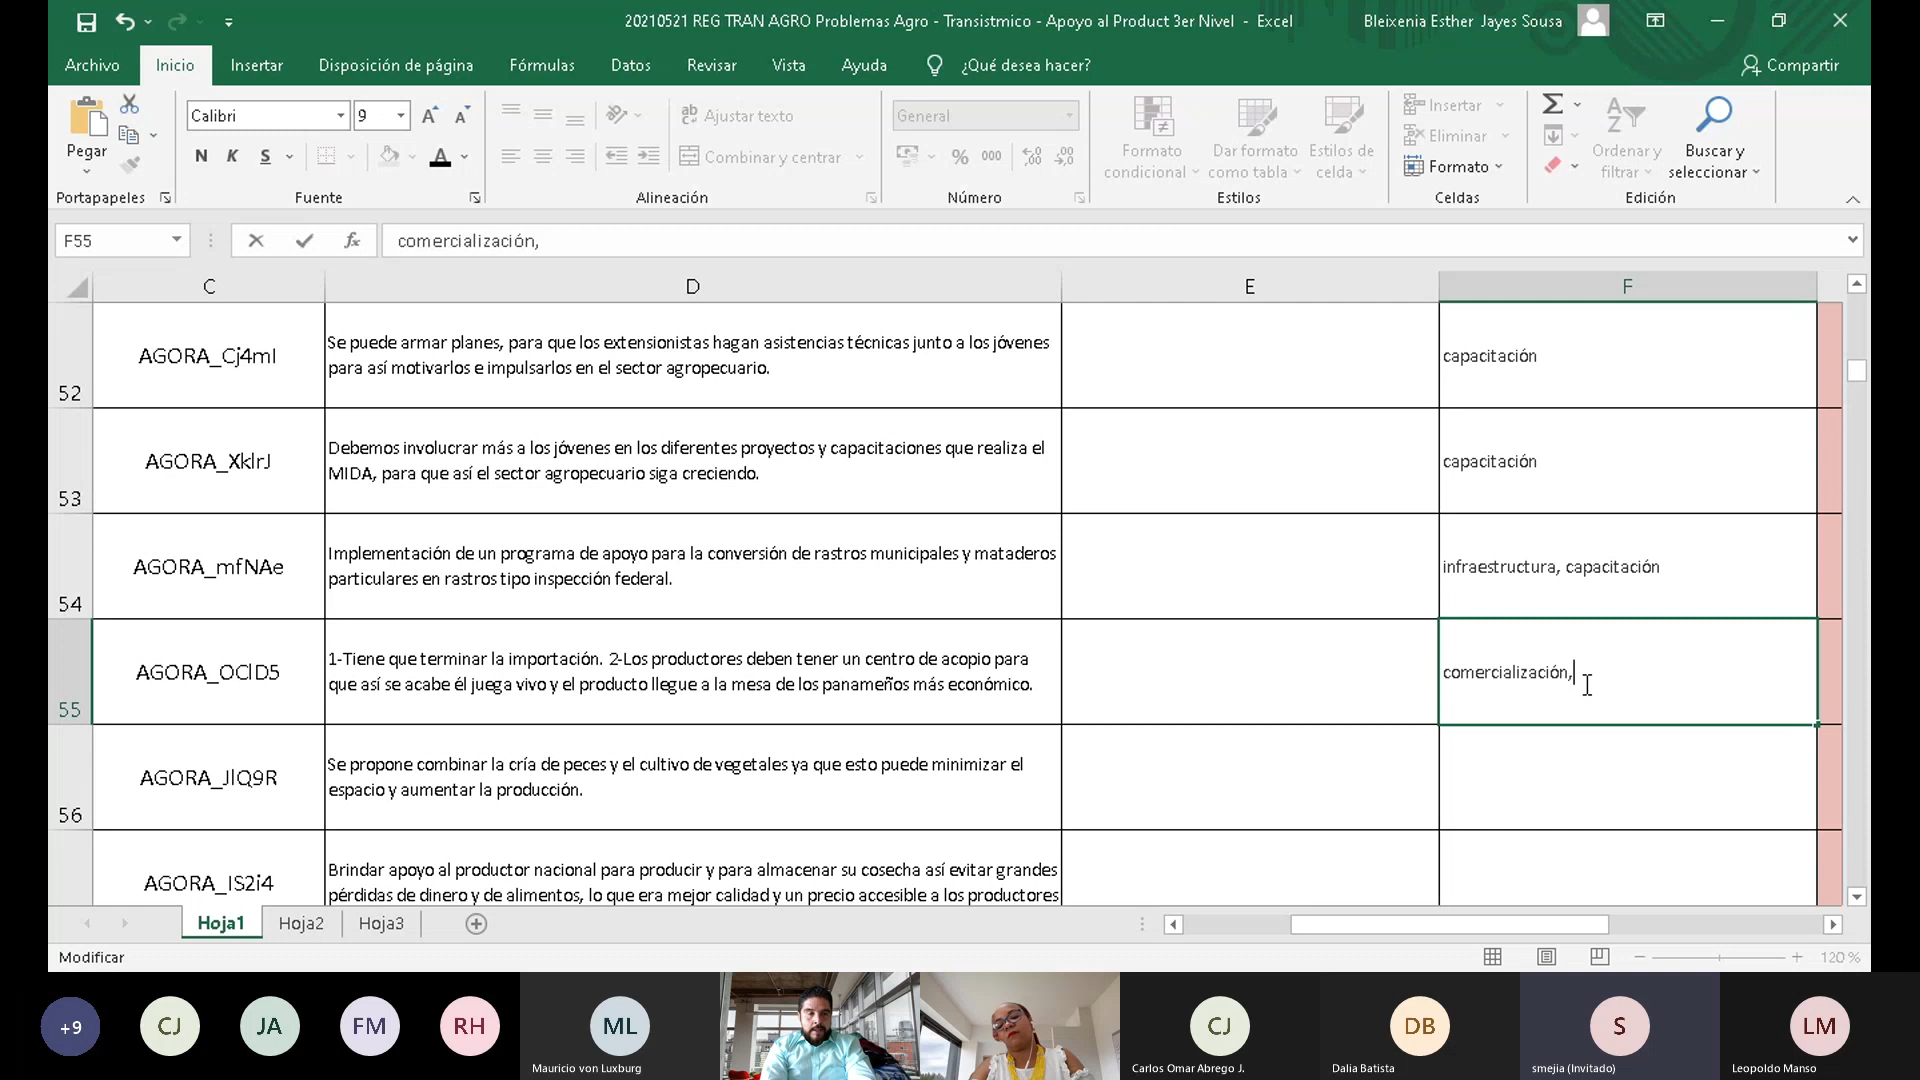 20210521 REG TRAN AGRO Problemas Agro - Transistmico - Apoyo al Product 3er Nivel - Excel
Bleixenia Esther Jayes Sousa
Archivo Inicio Insertar Disposición de página Fórmulas Datos Revisar Vista Ayuda ¿Qué desea hacer? Compartir
Pegar
Portapapeles
Calibri 9
N K S
Fuente
Ajustar texto
Combinar y centrar
Alineación
General
% 000
Número
Formato condicional
Dar formato como tabla
Estilos de celda
Estilos
Insertar
Eliminar
Formato
Celdas
Ordenar y filtrar
Buscar y seleccionar
Edición
F55
fx
comercialización,
C D E F
52
AGORA_Cj4mI
Se puede armar planes, para que los extensionistas hagan asistencias técnicas junto a los jóvenes
para así motivarlos e impulsarlos en el sector agropecuario.
capacitación
53
AGORA_XklrJ
Debemos involucrar más a los jóvenes en los diferentes proyectos y capacitaciones que realiza el
MIDA, para que así el sector agropecuario siga creciendo.
capacitación
54
AGORA_mfNAe
Implementación de un programa de apoyo para la conversión de rastros municipales y mataderos
particulares en rastros tipo inspección federal.
infraestructura, capacitación
55
AGORA_OClD5
1-Tiene que terminar la importación. 2-Los productores deben tener un centro de acopio para
que así se acabe él juega vivo y el producto llegue a la mesa de los panameños más económico.
comercialización,
56
AGORA_JlQ9R
Se propone combinar la cría de peces y el cultivo de vegetales ya que esto puede minimizar el
espacio y aumentar la producción.
AGORA_IS2i4
Brindar apoyo al productor nacional para producir y para almacenar su cosecha así evitar grandes
pérdidas de dinero y de alimentos, lo que era mejor calidad y un precio accesible a los productores
Hoja1 Hoja2 Hoja3
Modificar
120 %
+9 CJ JA FM RH ML CJ DB S LM
Mauricio von Luxburg
Carlos Omar Abrego J.
Dalia Batista
smejia (Invitado)
Leopoldo Manso